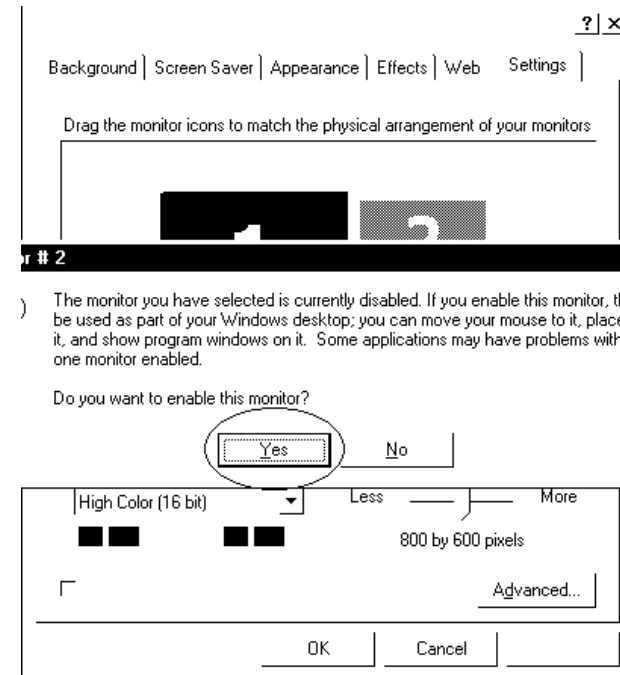 ? ×
Background Screen Saver Appearance Effects Web Settings
Drag the monitor icons to match the physical arrangement of your monitors
1 2
r # 2
The monitor you have selected is currently disabled. If you enable this monitor, t
be used as part of your Windows desktop; you can move your mouse to it, place
it, and show program windows on it. Some applications may have problems with
one monitor enabled.
Do you want to enable this monitor?
Yes No
High Color (16 bit) Less More
800 by 600 pixels
Advanced...
OK Cancel